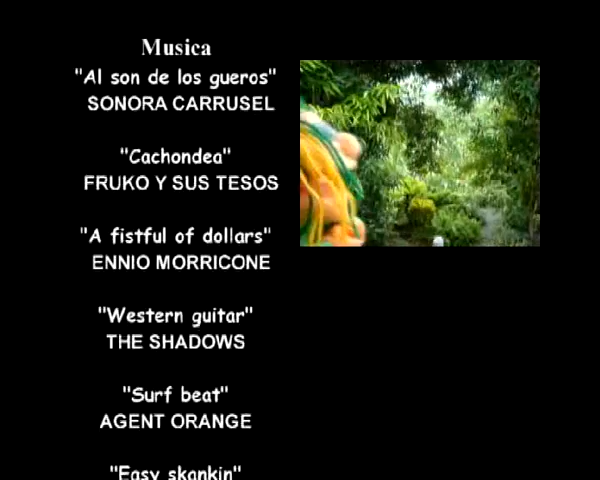 Musica
"Al son de los gueros"
SONORA CARRUSEL
"Cachondea"
FRUKO Y SUS TESOS
"A fistful of dollars"
ENNIO MORRICONE
"Western guitar"
THE SHADOWS
"Surf beat"
AGENT ORANGE
"Easy skankin"